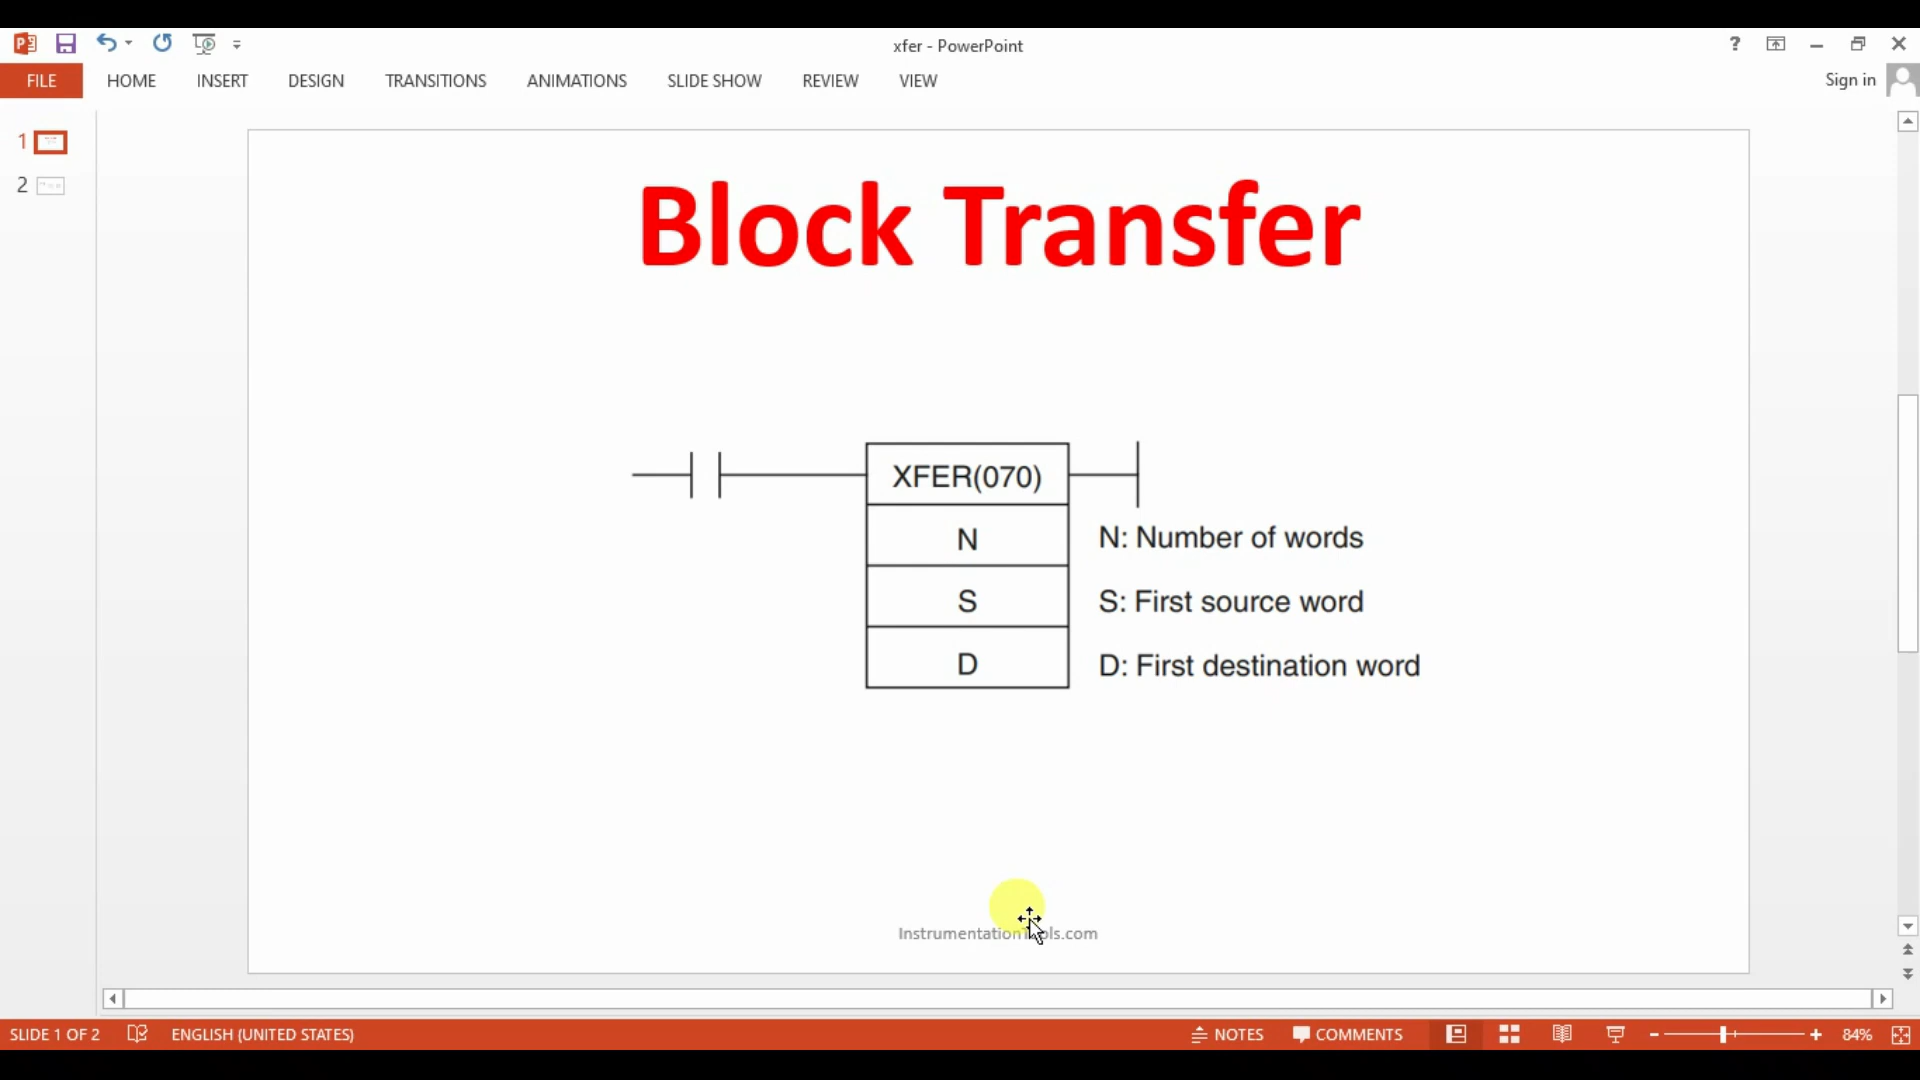 xfer - PowerPoint
?
FILE HOME INSERT DESIGN TRANSITIONS ANIMATIONS SLIDE SHOW REVIEW VIEW Sign in
1
2
Block Transfer
XFER(070)
N N: Number of words
S S: First source word
D D: First destination word
InstrumentationTools.com
SLIDE 1 OF 2 ENGLISH (UNITED STATES) NOTES COMMENTS 84%